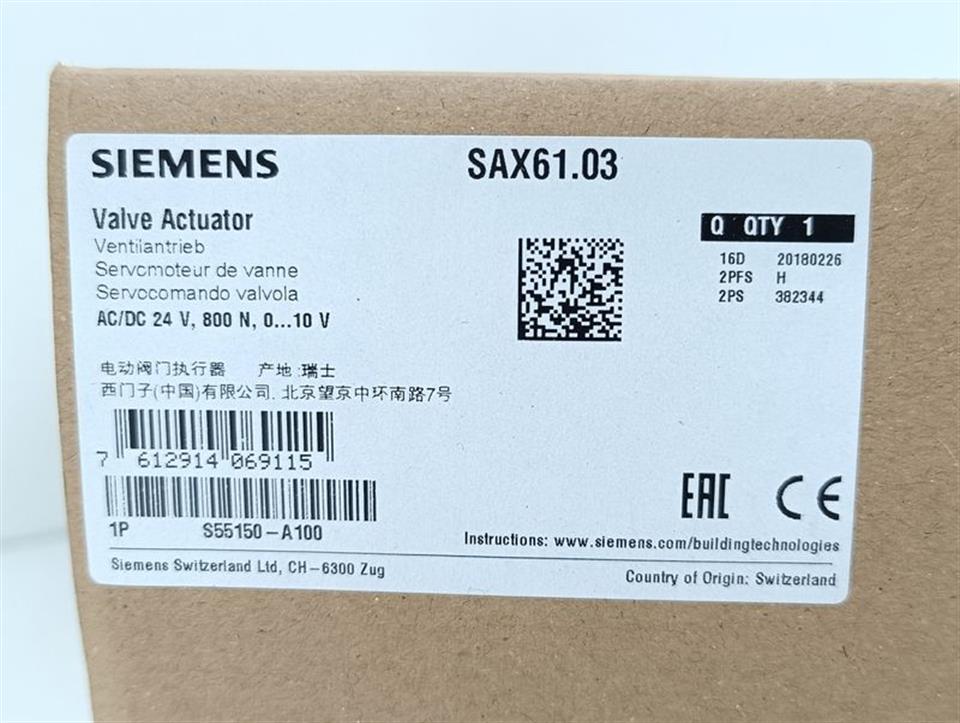 SIEMENS
SAX61.03
Valve Actuator
Ventilantrieb
Servomoteur de vanne
Servocomando valvola
AC/DC 24 V, 800 N, 0...10 V
Q QTY 1
16D 20180226
2PFS H
2PS 382344
电动阀门执行器 产地:瑞士
西门子(中国)有限公司. 北京望京中环南路7号
7 612914 069115
1P S55150-A100
EAC CE
Instructions: www.siemens.com/buildingtechnologies
Siemens Switzerland Ltd, CH-6300 Zug
Country of Origin: Switzerland